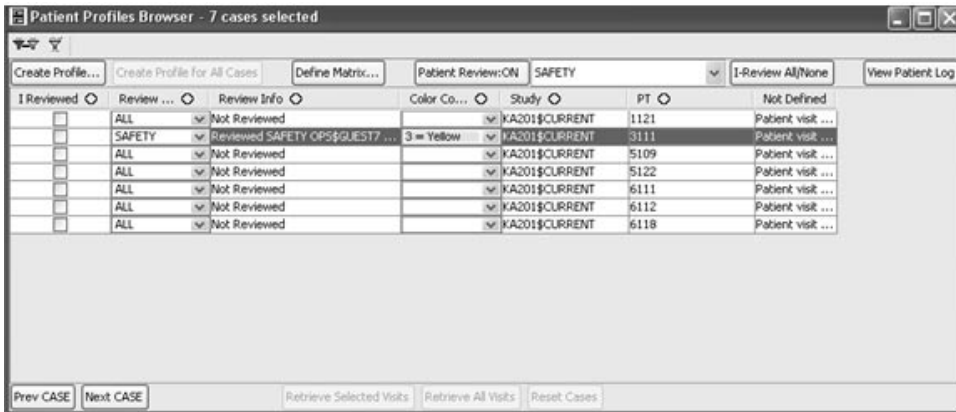 Patient Profiles Browser - 7 cases selected
Create Profile... Create Profile for All Cases Define Matrix... Patient Review:ON SAFETY I-Review All/None View Patient Log
I Reviewed Review ... Review Info Color Co... Study PT Not Defined
ALL Not Reviewed KA201$CURRENT 1121 Patient visit ...
SAFETY Reviewed SAFETY OPS$GUEST7 ... 3 = Yellow KA201$CURRENT 3111 Patient visit ...
ALL Not Reviewed KA201$CURRENT 5109 Patient visit ...
ALL Not Reviewed KA201$CURRENT 5122 Patient visit ...
ALL Not Reviewed KA201$CURRENT 6111 Patient visit ...
ALL Not Reviewed KA201$CURRENT 6112 Patient visit ...
ALL Not Reviewed KA201$CURRENT 6118 Patient visit ...
Prev CASE Next CASE Retrieve Selected Visits Retrieve All Visits Reset Cases